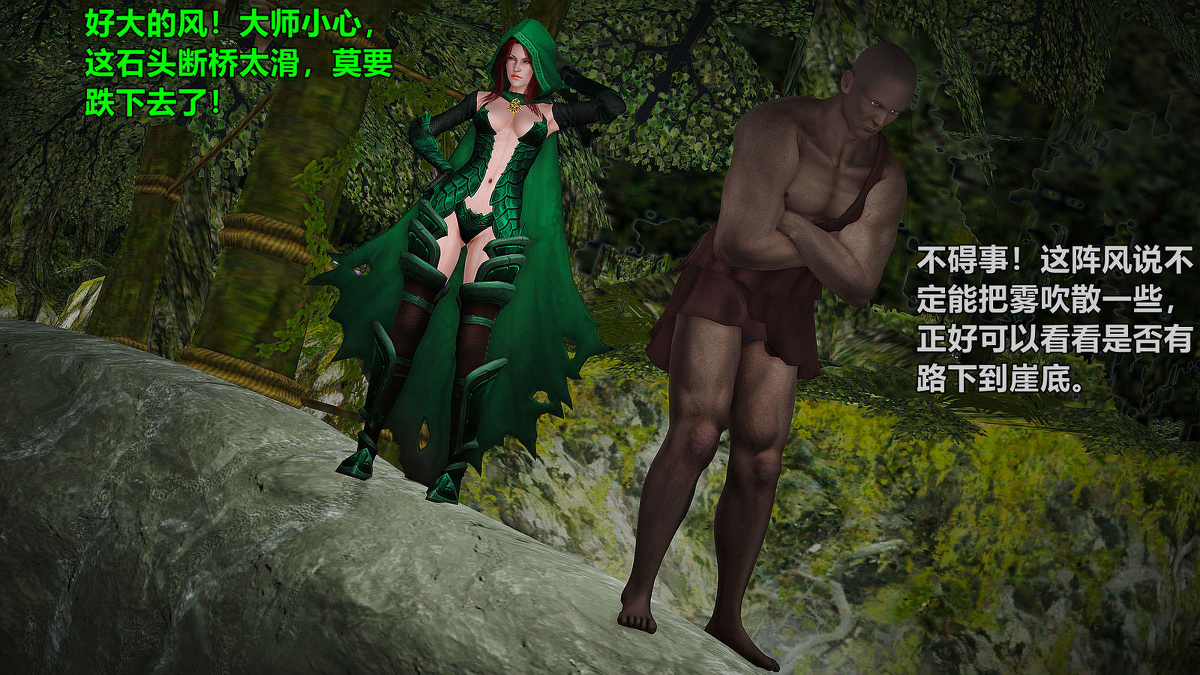 好大的风！大师小心，
这石头断桥太滑，莫要
跌下去了！
不碍事！这阵风说不
定能把雾吹散一些，
正好可以看看是否有
路下到崖底。